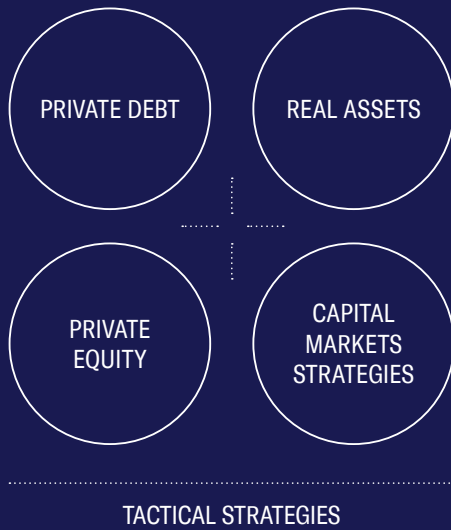 PRIVATE DEBT
REAL ASSETS
PRIVATE
EQUITY
CAPITAL
MARKETS
STRATEGIES
TACTICAL STRATEGIES